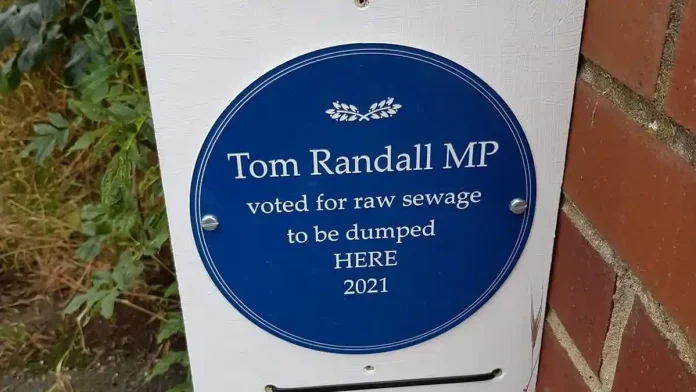 Tom Randall MP
voted for raw sewage
to be dumped
HERE
2021